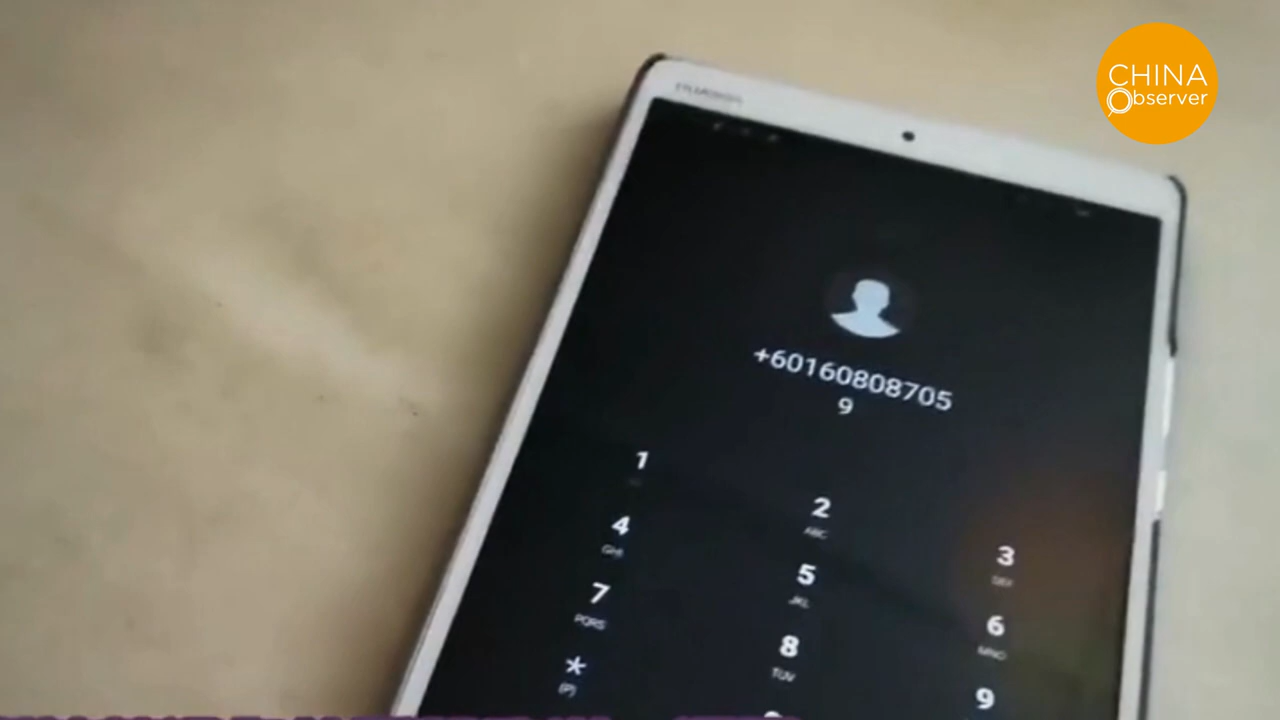 CHINA
Observer
HUAWEI
+60160808705
9
1
2
ABC
3
DEF
4
GHI
5
JKL
6
MNO
7
PQRS
8
TUV
9
*
(P)